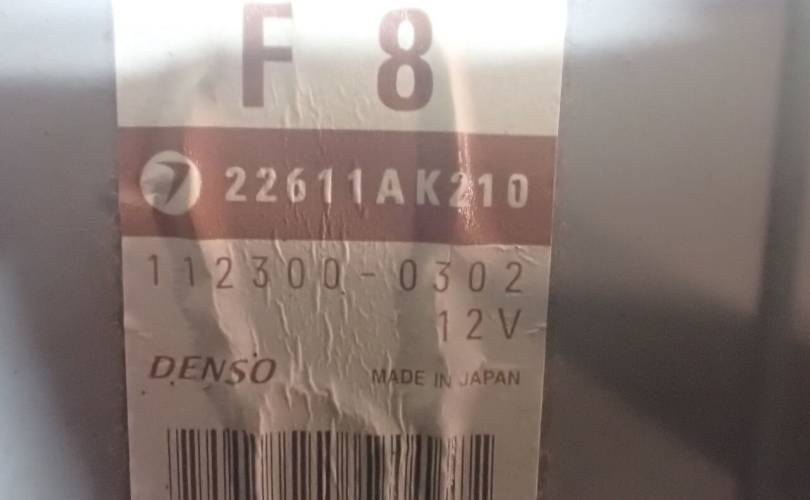 F 8
22611AK210
112300-0302
12V
DENSO
MADE IN JAPAN